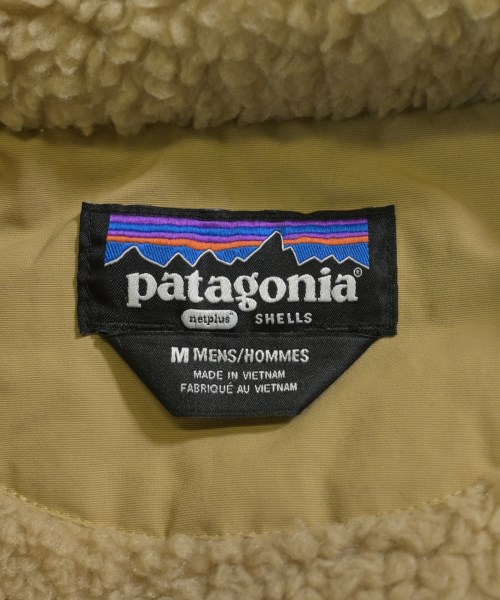 patagonia®
netplus® SHELLS
M MENS/HOMMES
MADE IN VIETNAM
FABRIQUÉ AU VIETNAM